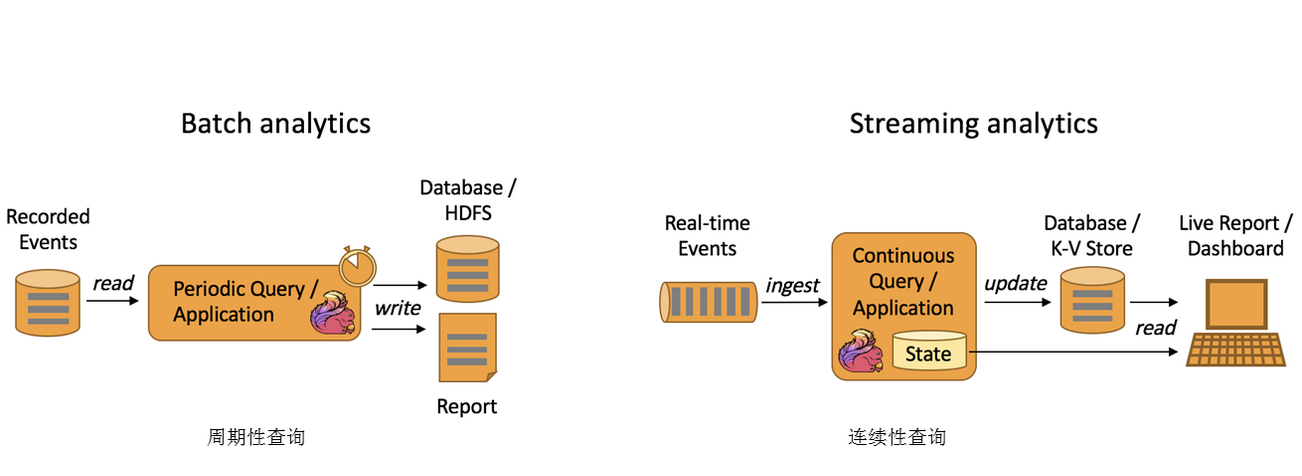 Batch analytics
Recorded
Events
read
Periodic Query /
Application
Database /
HDFS
write
Report
周期性查询
Streaming analytics
Real-time
Events
ingest
Continuous
Query /
Application
State
update
Database /
K-V Store
read
Live Report /
Dashboard
连续性查询